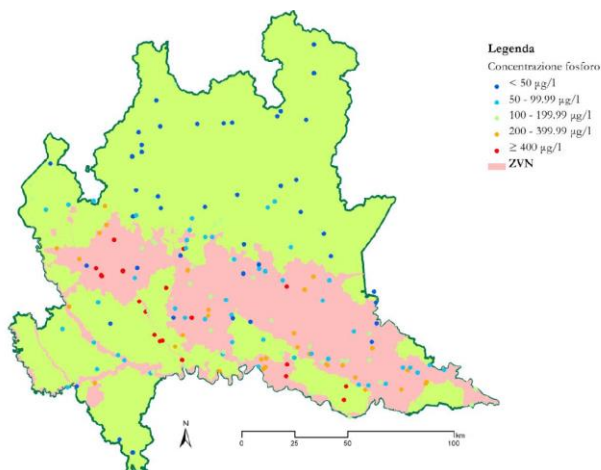 Legenda
Concentrazione fosforo
< 50 µg/l
50 - 99.99 µg/l
100 - 199.99 µg/l
200 - 399.99 µg/l
≥ 400 µg/l
ZVN
N
0 25 50 100
km